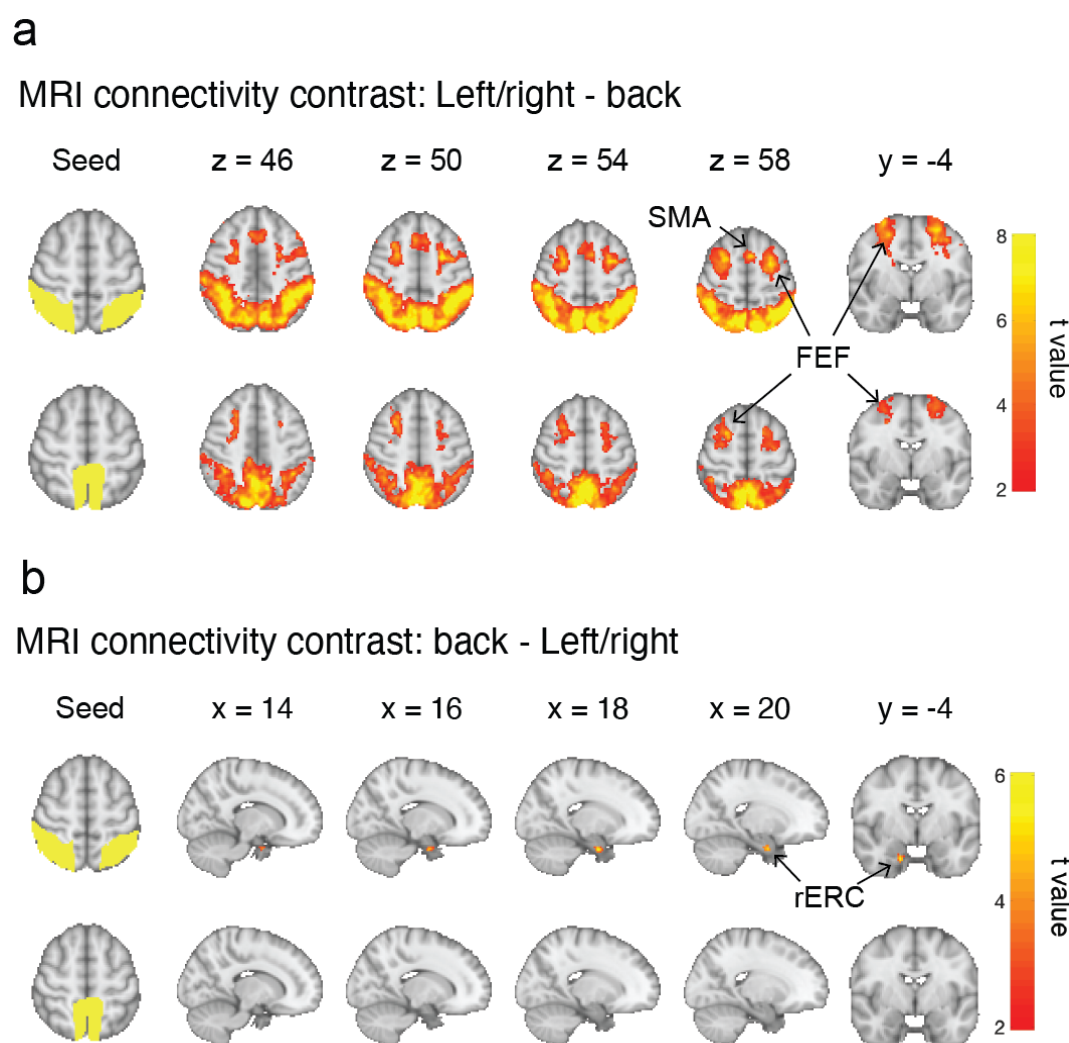 a
MRI connectivity contrast: Left/right - back
Seed z = 46 z = 50 z = 54 z = 58 y = -4
SMA
FEF
8
6
4
2
t value
b
MRI connectivity contrast: back - Left/right
Seed x = 14 x = 16 x = 18 x = 20 y = -4
rERC
6
4
2
t value